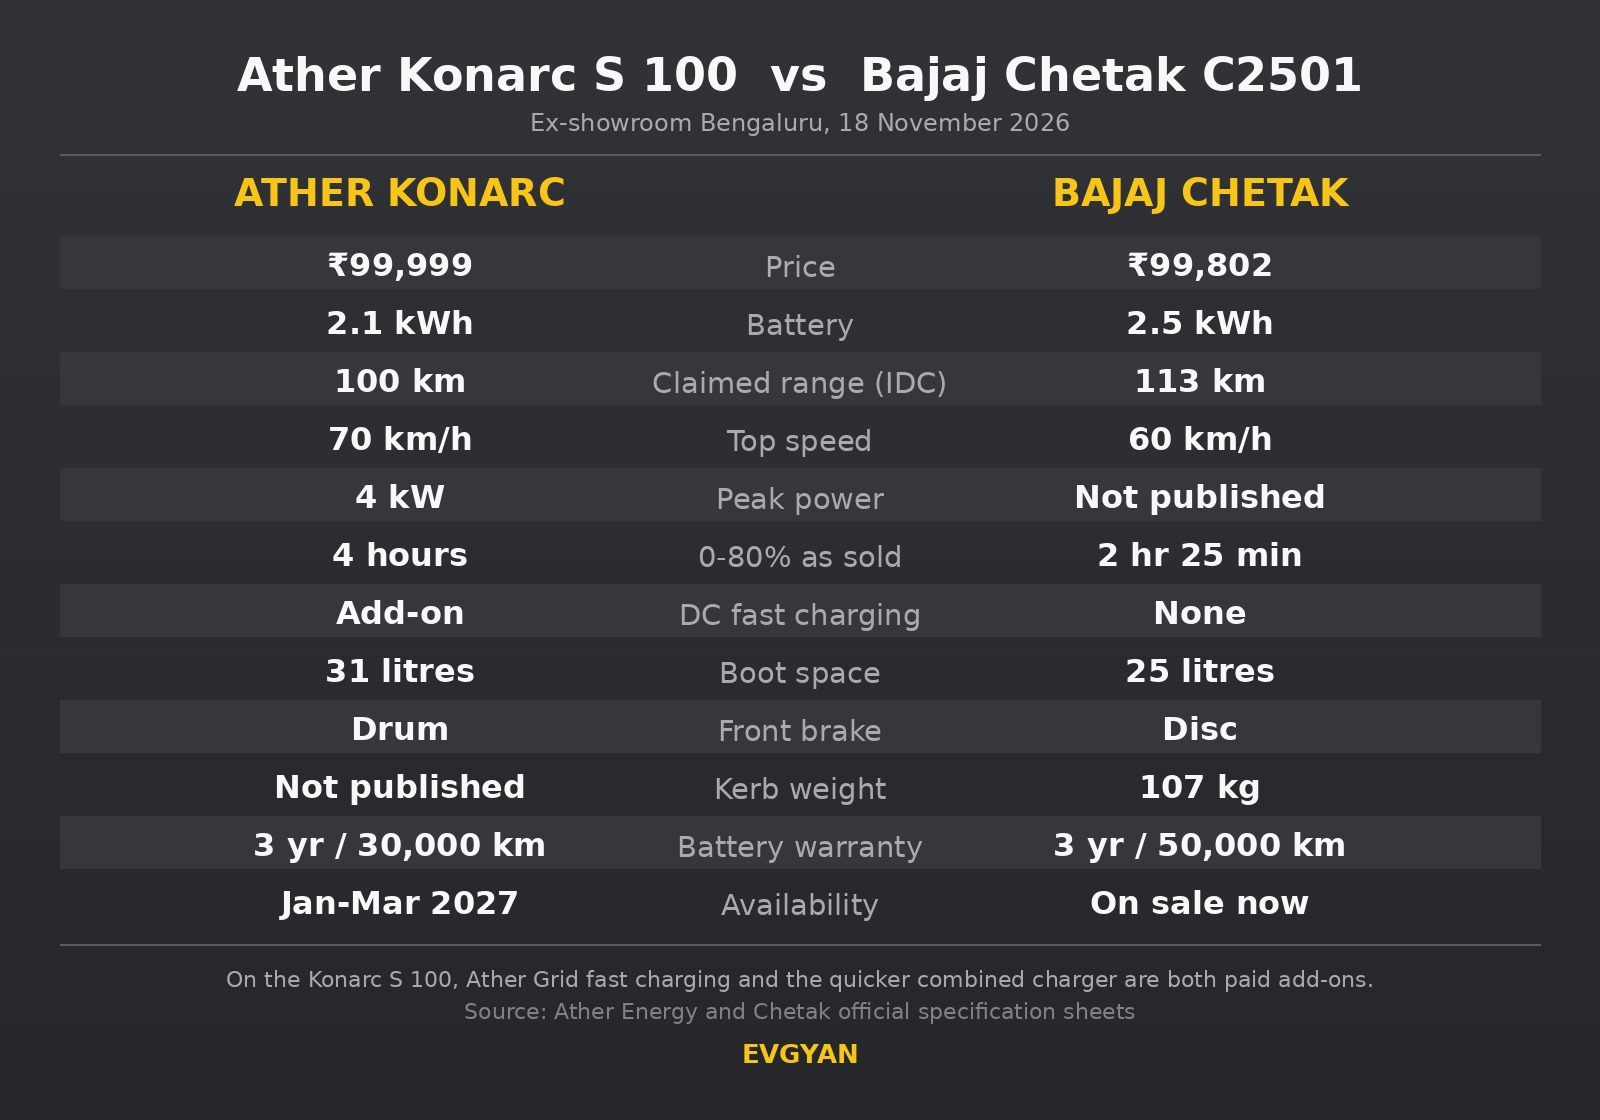 Ather Konarc S 100 vs Bajaj Chetak C2501
Ex-showroom Bengaluru, 18 November 2026
ATHER KONARC BAJAJ CHETAK
₹99,999 Price ₹99,802
2.1 kWh Battery 2.5 kWh
100 km Claimed range (IDC) 113 km
70 km/h Top speed 60 km/h
4 kW Peak power Not published
4 hours 0-80% as sold 2 hr 25 min
Add-on DC fast charging None
31 litres Boot space 25 litres
Drum Front brake Disc
Not published Kerb weight 107 kg
3 yr / 30,000 km Battery warranty 3 yr / 50,000 km
Jan-Mar 2027 Availability On sale now
On the Konarc S 100, Ather Grid fast charging and the quicker combined charger are both paid add-ons.
Source: Ather Energy and Chetak official specification sheets
EVGYAN